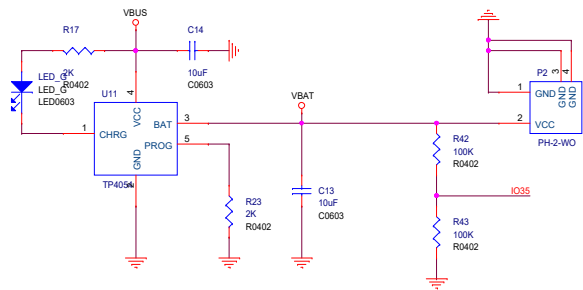 VBUS
R17
2K
R0402
C14
10uF
C0603
LED_G
LED_G
LED0603
U11
4
VCC
1
CHRG
BAT
3
PROG
5
GND
2
TP4054
R23
2K
R0402
VBAT
C13
10uF
C0603
R42
100K
R0402
IO35
R43
100K
R0402
P2
3
4
GND
GND
1
GND
2
VCC
PH-2-WO